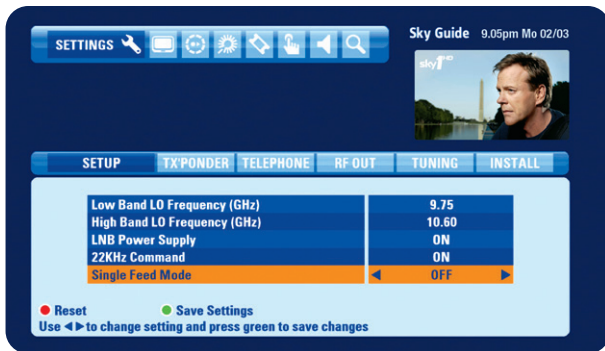 SETTINGS
Sky Guide 9.05pm Mo 02/03
sky1 HD
SETUP TX'PONDER TELEPHONE RF OUT TUNING INSTALL
Low Band LO Frequency (GHz) 9.75
High Band LO Frequency (GHz) 10.60
LNB Power Supply ON
22KHz Command ON
Single Feed Mode OFF
Reset Save Settings
Use ◀ ▶ to change setting and press green to save changes